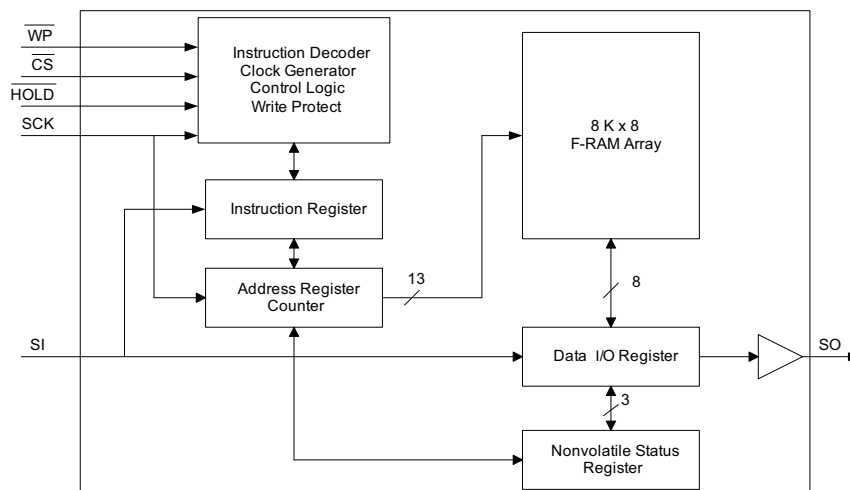 WP
CS
HOLD
SCK
Instruction Decoder
Clock Generator
Control Logic
Write Protect
8 K x 8
F-RAM Array
Instruction Register
Address Register
Counter
13
8
SI
Data I/O Register
SO
3
Nonvolatile Status
Register